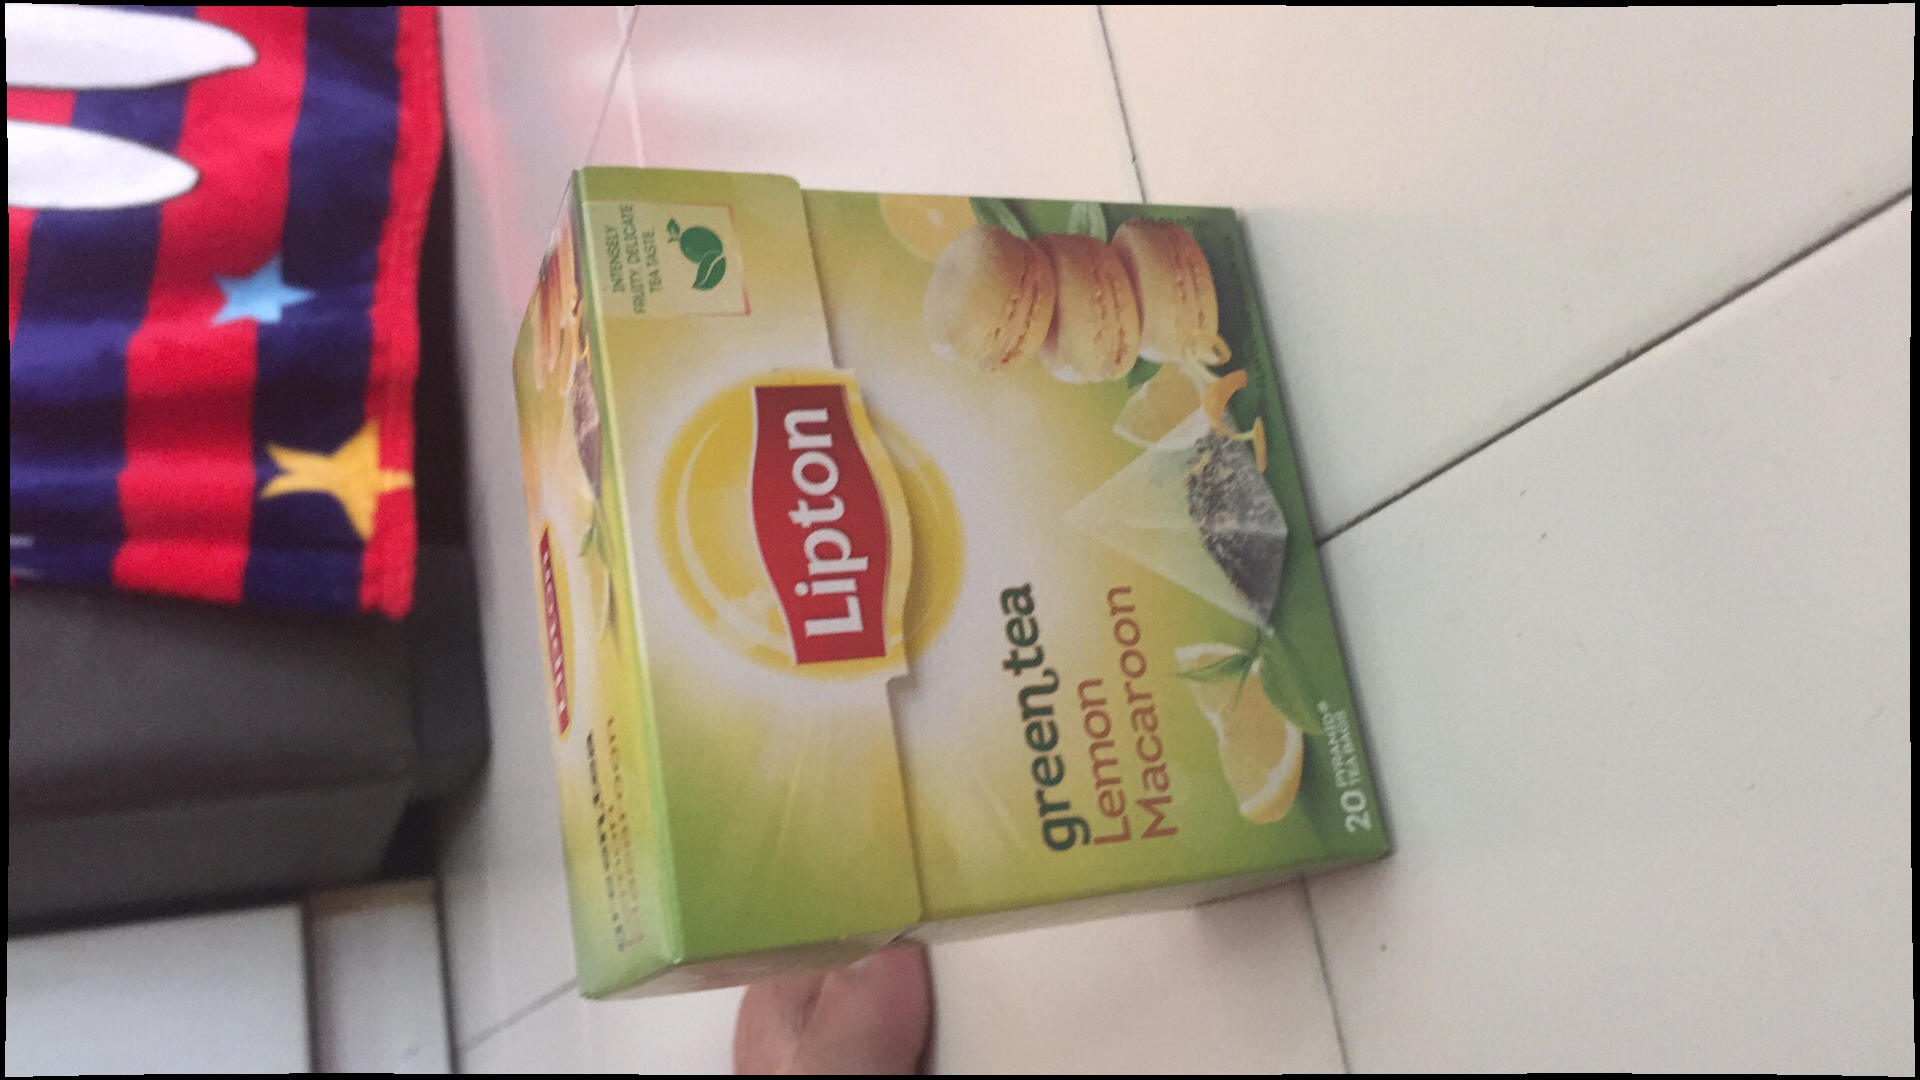 INTENSELY
FRUITY, DELICATE
TEA TASTE.
Lipton
green tea
Lemon
Macaroon
20 PYRAMID®
TEA BAGS